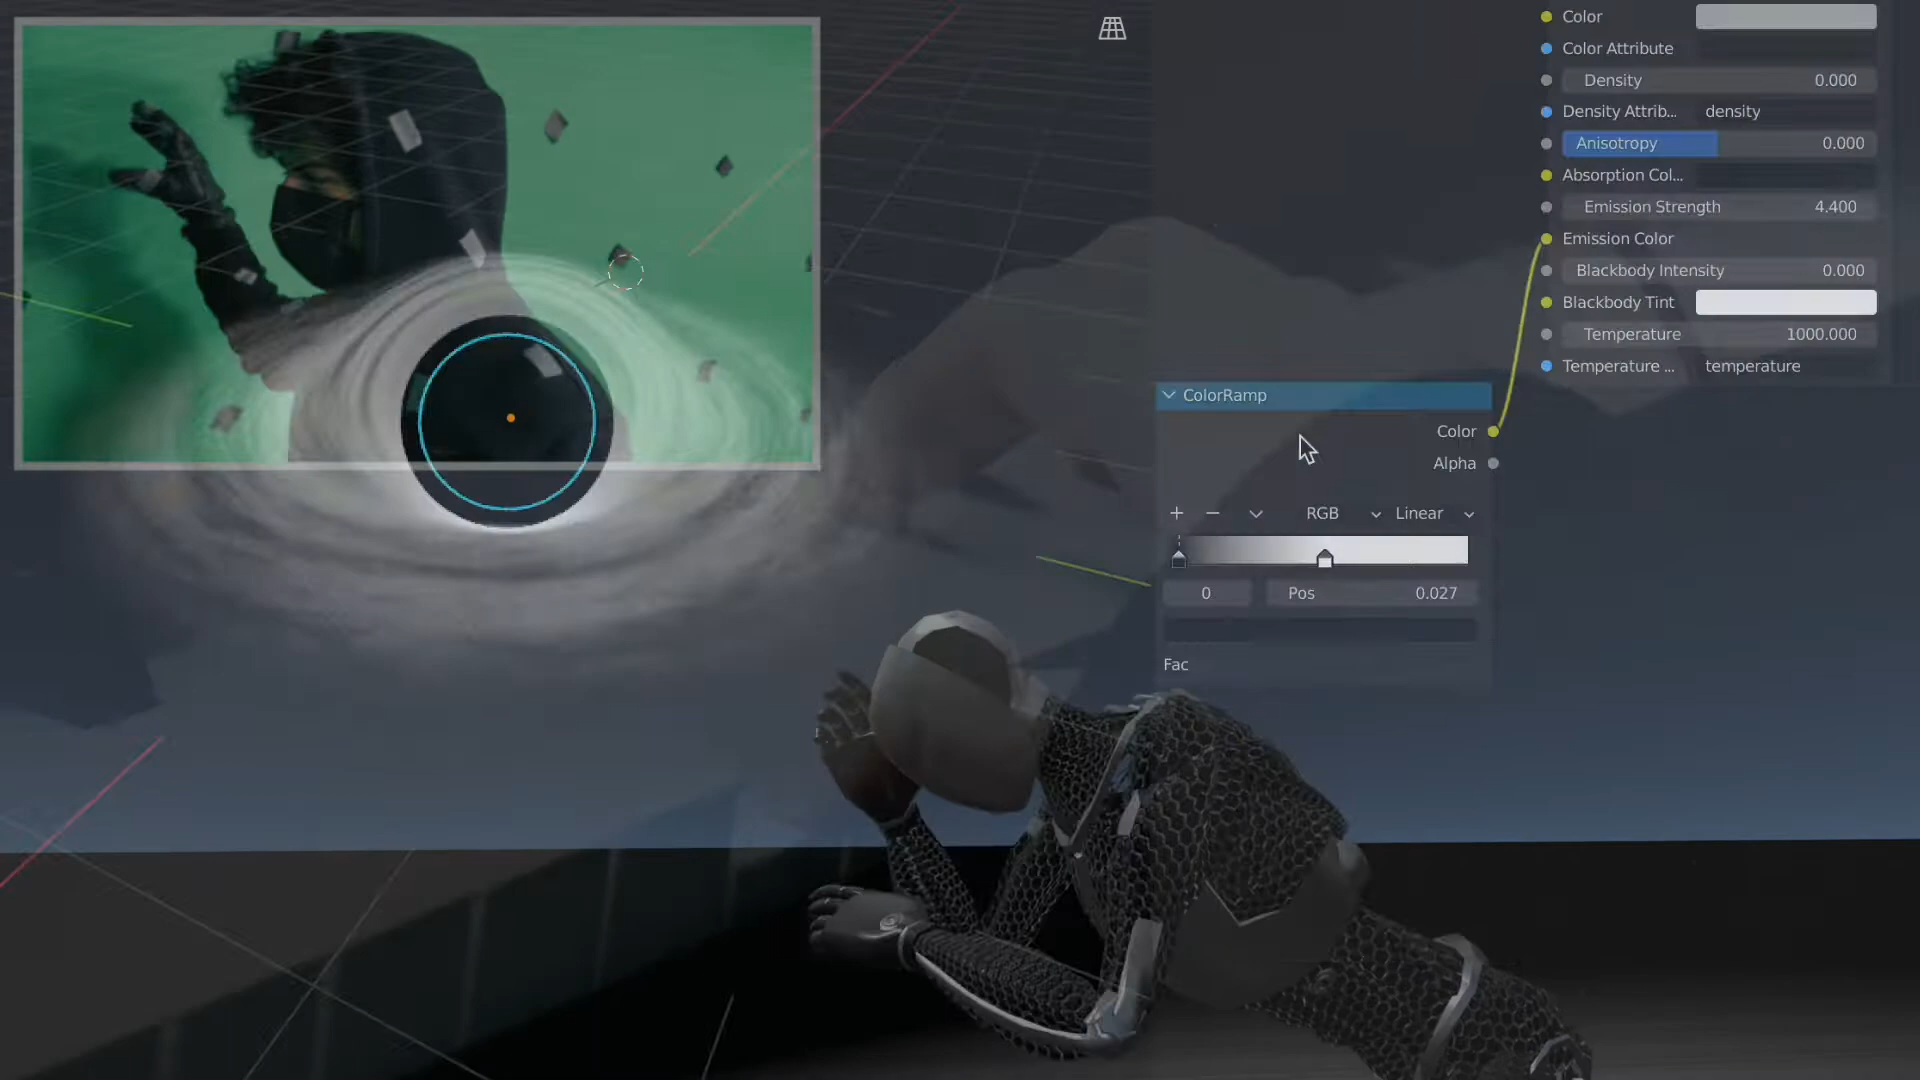 Color
Color Attribute
Density 0.000
Density Attrib... density
Anisotropy 0.000
Absorption Col...
Emission Strength 4.400
Emission Color
Blackbody Intensity 0.000
Blackbody Tint
Temperature 1000.000
Temperature ... temperature
ColorRamp
Color
Alpha
RGB Linear
0 Pos 0.027
Fac